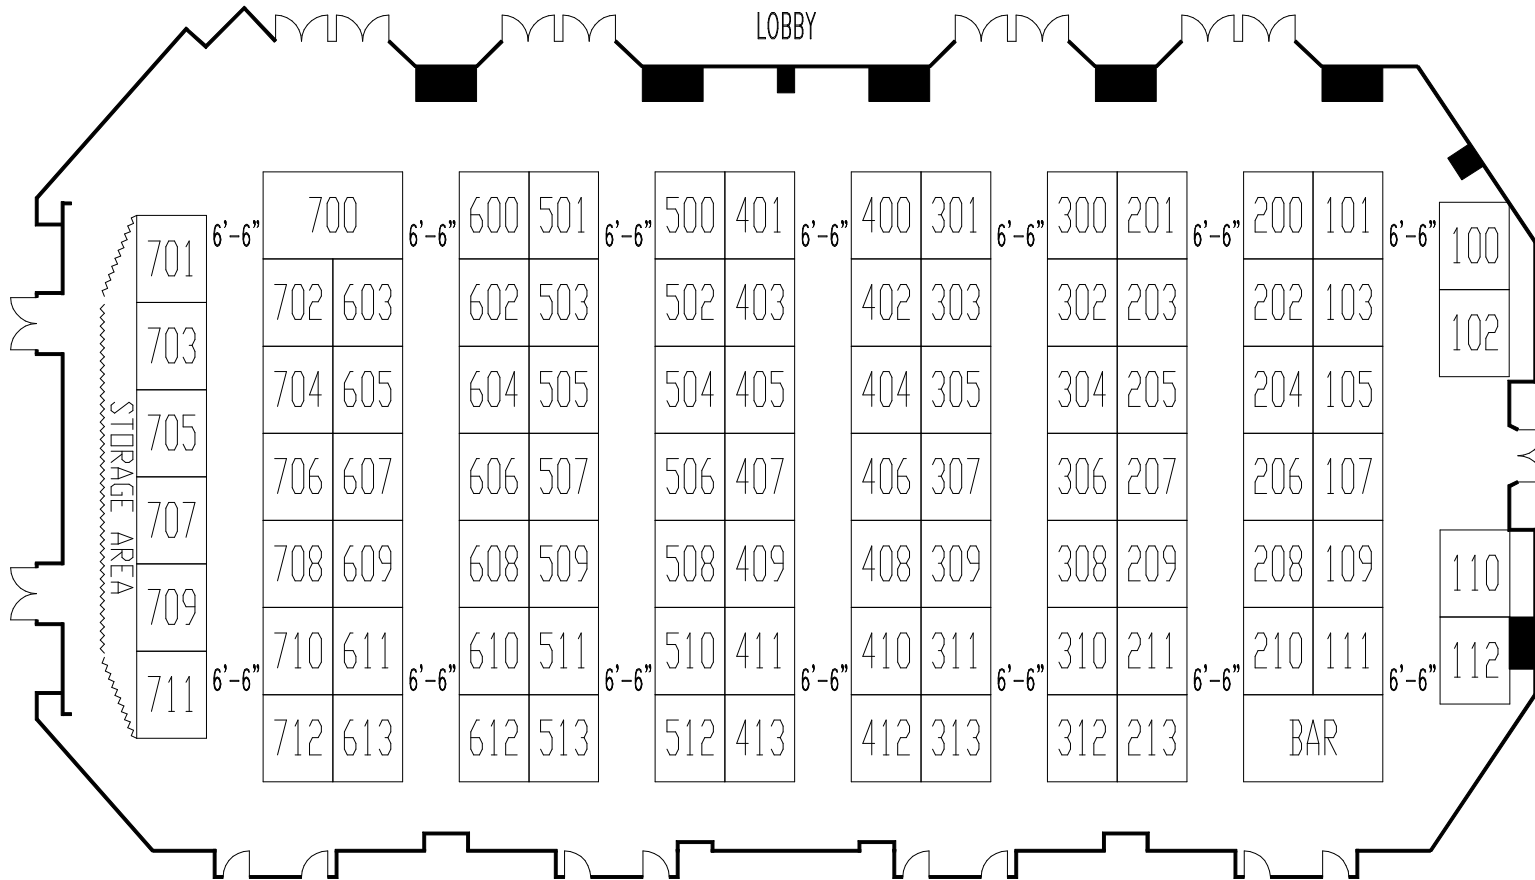 LOBBY
700 600 501 500 401 400 301 300 201 200 101
6'-6" 6'-6" 6'-6" 6'-6" 6'-6" 6'-6" 6'-6"
701 100
702 603 602 503 502 403 402 303 302 203 202 103
703 102
704 605 604 505 504 405 404 305 304 205 204 105
705
STORAGE AREA
706 607 606 507 506 407 406 307 306 207 206 107
707
708 609 608 509 508 409 408 309 308 209 208 109 110
709
710 611 610 511 510 411 410 311 310 211 210 111 112
6'-6" 6'-6" 6'-6" 6'-6" 6'-6" 6'-6" 6'-6"
711
712 613 612 513 512 413 412 313 312 213 BAR